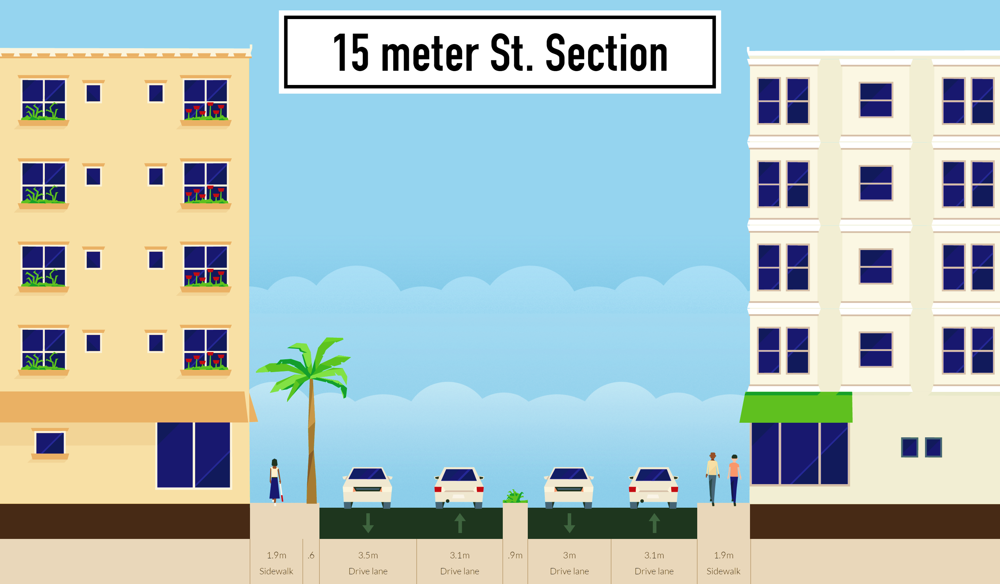 15 meter St. Section
1.9m .6 3.5m 3.1m .9m 3m 3.1m 1.9m
Sidewalk Drive lane Drive lane Drive lane Drive lane Sidewalk